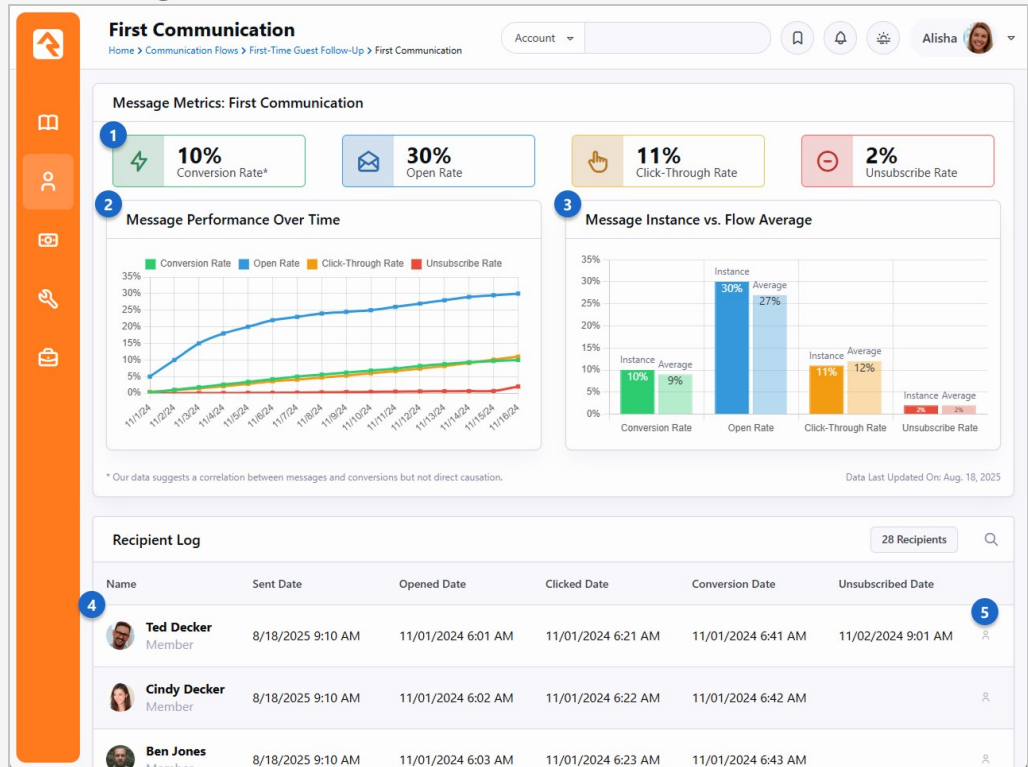 First Communication
Home > Communication Flows > First-Time Guest Follow-Up > First Communication
Account
Alisha
Message Metrics: First Communication
1
10%
Conversion Rate*
30%
Open Rate
11%
Click-Through Rate
2%
Unsubscribe Rate
2
Message Performance Over Time
Conversion Rate Open Rate Click-Through Rate Unsubscribe Rate
35%
30%
25%
20%
15%
10%
5%
0%
11/1/24 11/2/24 11/3/24 11/4/24 11/5/24 11/6/24 11/7/24 11/8/24 11/9/24 11/10/24 11/11/24 11/12/24 11/13/24 11/14/24 11/15/24 11/16/24
3
Message Instance vs. Flow Average
35%
30%
25%
20%
15%
10%
5%
0%
Instance Average
10% 9%
Instance Average
30% 27%
Instance Average
11% 12%
Instance Average
2% 2%
Conversion Rate Open Rate Click-Through Rate Unsubscribe Rate
* Our data suggests a correlation between messages and conversions but not direct causation.
Data Last Updated On: Aug. 18, 2025
Recipient Log
28 Recipients
Name Sent Date Opened Date Clicked Date Conversion Date Unsubscribed Date
4
5
Ted Decker
Member
8/18/2025 9:10 AM 11/01/2024 6:01 AM 11/01/2024 6:21 AM 11/01/2024 6:41 AM 11/02/2024 9:01 AM
Cindy Decker
Member
8/18/2025 9:10 AM 11/01/2024 6:02 AM 11/01/2024 6:22 AM 11/01/2024 6:42 AM
Ben Jones
8/18/2025 9:10 AM 11/01/2024 6:03 AM 11/01/2024 6:23 AM 11/01/2024 6:43 AM